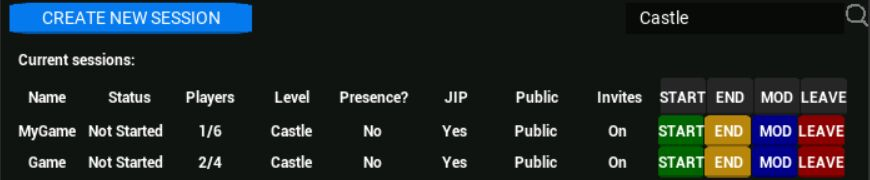 CREATE NEW SESSION Castle
Current sessions:
Name Status Players Level Presence? JIP Public Invites START END MOD LEAVE
MyGame Not Started 1/6 Castle No Yes Public On START END MOD LEAVE
Game Not Started 2/4 Castle No Yes Public On START END MOD LEAVE